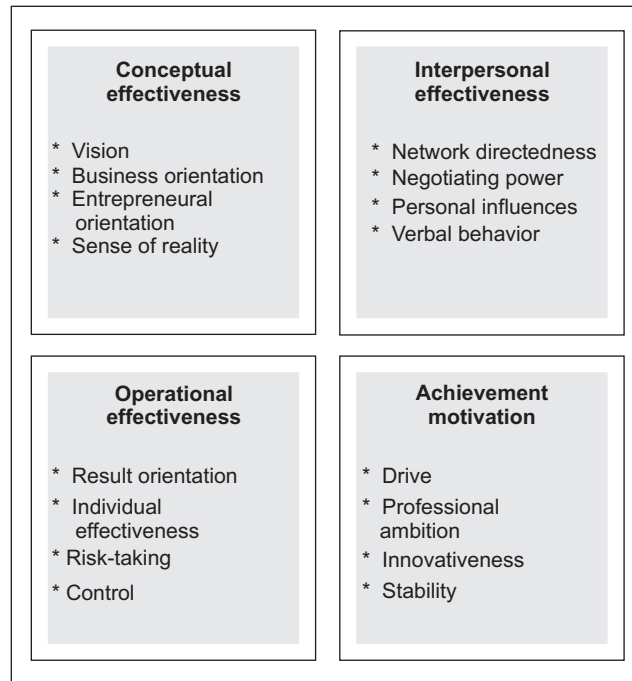 Conceptual
effectiveness
* Vision
* Business orientation
* Entrepreneural
orientation
* Sense of reality
Interpersonal
effectiveness
* Network directedness
* Negotiating power
* Personal influences
* Verbal behavior
Operational
effectiveness
* Result orientation
* Individual
effectiveness
* Risk-taking
* Control
Achievement
motivation
* Drive
* Professional
ambition
* Innovativeness
* Stability